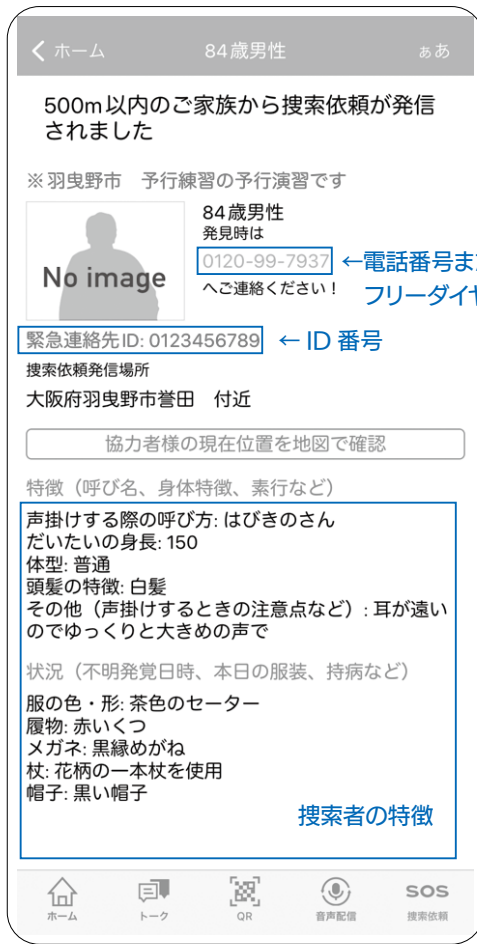 ホーム 84歳男性 ぁあ
500m以内のご家族から捜索依頼が発信
されました
※羽曳野市 予行練習の予行演習です
No image
84歳男性
発見時は
0120-99-7937
へご連絡ください！
←電話番号また
フリーダイヤ
緊急連絡先ID: 0123456789
←ID 番号
捜索依頼発信場所
大阪府羽曳野市誉田 付近
協力者様の現在位置を地図で確認
特徴（呼び名、身体特徴、素行など）
声掛けする際の呼び方: はびきのさん
だいたいの身長: 150
体型: 普通
頭髪の特徴: 白髪
その他（声掛けするときの注意点など）: 耳が遠い
のでゆっくりと大きめの声で
状況（不明発覚日時、本日の服装、持病など）
服の色・形: 茶色のセーター
履物: 赤いくつ
メガネ: 黒縁めがね
杖: 花柄の一本杖を使用
帽子: 黒い帽子
捜索者の特徴
ホーム トーク QR 音声配信 SOS 捜索依頼